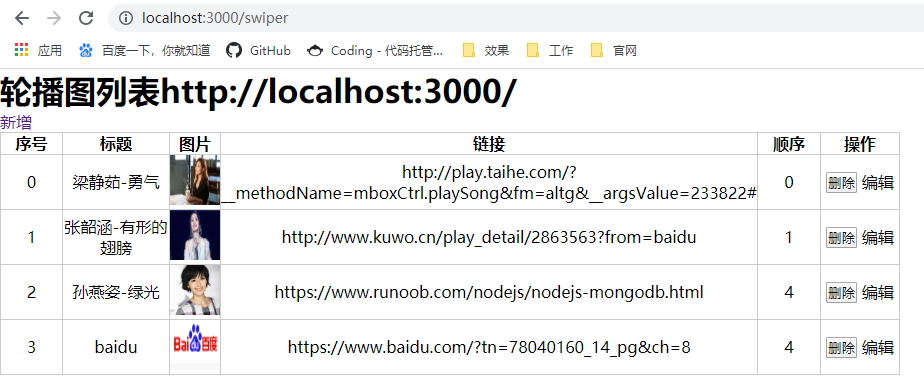 localhost:3000/swiper
应用 百度一下，你就知道 GitHub Coding - 代码托管... 效果 工作 官网
轮播图列表http://localhost:3000/
新增
序号 标题 图片 链接 顺序 操作
0 梁静茹-勇气 http://play.taihe.com/?__methodName=mboxCtrl.playSong&fm=altg&__argsValue=233822# 0 删除 编辑
1 张韶涵-有形的翅膀 http://www.kuwo.cn/play_detail/2863563?from=baidu 1 删除 编辑
2 孙燕姿-绿光 https://www.runoob.com/nodejs/nodejs-mongodb.html 4 删除 编辑
3 baidu Bai百度 https://www.baidu.com/?tn=78040160_14_pg&ch=8 4 删除 编辑